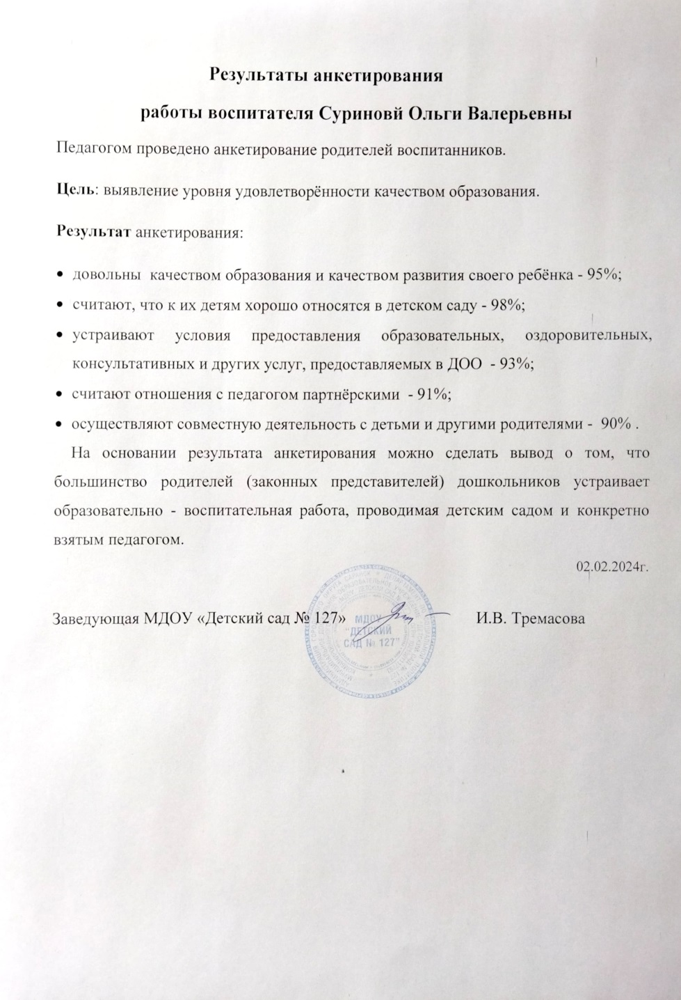 Результаты анкетирования
работы воспитателя Суриновй Ольги Валерьевны
Педагогом проведено анкетирование родителей воспитанников.
Цель: выявление уровня удовлетворённости качеством образования.
Результат анкетирования:
• довольны качеством образования и качеством развития своего ребёнка - 95%;
• считают, что к их детям хорошо относятся в детском саду - 98%;
• устраивают условия предоставления образовательных, оздоровительных,
консультативных и других услуг, предоставляемых в ДОО - 93%;
• считают отношения с педагогом партнёрскими - 91%;
• осуществляют совместную деятельность с детьми и другими родителями - 90% .
На основании результата анкетирования можно сделать вывод о том, что
большинство родителей (законных представителей) дошкольников устраивает
образовательно - воспитательная работа, проводимая детским садом и конкретно
взятым педагогом.
02.02.2024г.
Заведующая МДОУ «Детский сад № 127» И.В. Тремасова
МДОУ
"ДЕТСКИЙ
САД № 127"